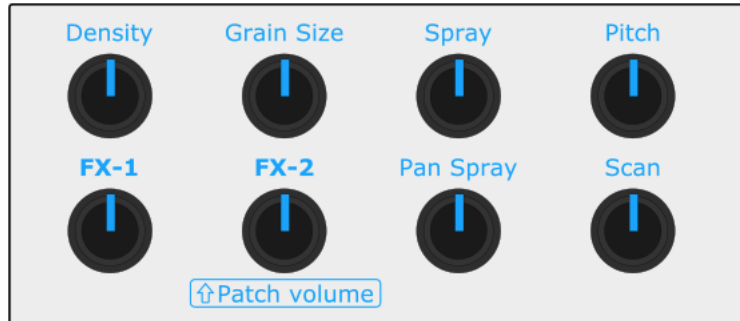 Density Grain Size Spray Pitch
FX-1 FX-2 Pan Spray Scan
⇧Patch volume